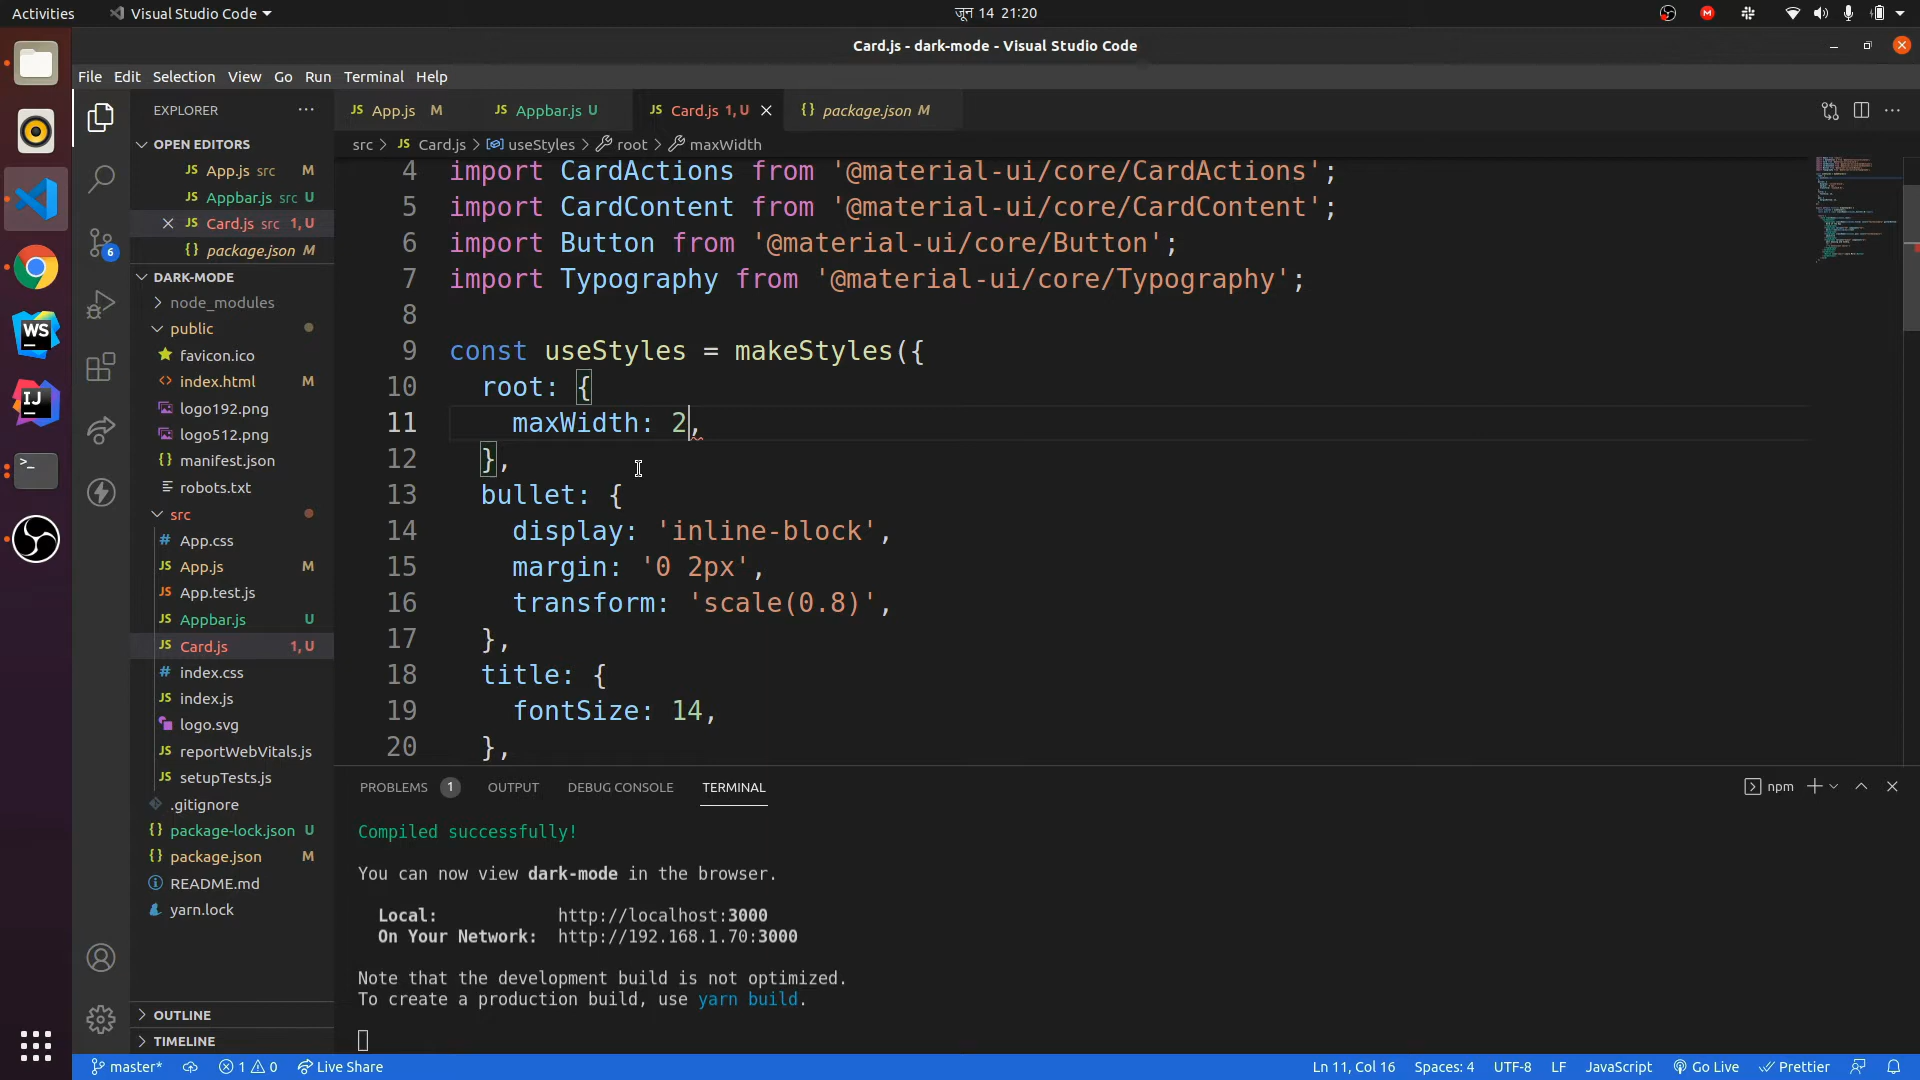 Activities Visual Studio Code जून 14 21:20
Card.js - dark-mode - Visual Studio Code
File Edit Selection View Go Run Terminal Help
EXPLORER
OPEN EDITORS
JS App.js src M
JS Appbar.js src U
JS Card.js src 1, U
{} package.json M
DARK-MODE
node_modules
public
favicon.ico
<> index.html M
logo192.png
logo512.png
{} manifest.json
robots.txt
src
# App.css
JS App.js M
JS App.test.js
JS Appbar.js U
JS Card.js 1, U
# index.css
JS index.js
logo.svg
JS reportWebVitals.js
JS setupTests.js
.gitignore
{} package-lock.json U
{} package.json M
README.md
yarn.lock
OUTLINE
TIMELINE
WS
IJ
6
JS App.js M JS Appbar.js U JS Card.js 1, U {} package.json M
src > JS Card.js > useStyles > root > maxWidth
4 import CardActions from '@material-ui/core/CardActions';
5 import CardContent from '@material-ui/core/CardContent';
6 import Button from '@material-ui/core/Button';
7 import Typography from '@material-ui/core/Typography';
8
9 const useStyles = makeStyles({
10 root: {
11 maxWidth: 2,
12 },
13 bullet: {
14 display: 'inline-block',
15 margin: '0 2px',
16 transform: 'scale(0.8)',
17 },
18 title: {
19 fontSize: 14,
20 },
PROBLEMS 1 OUTPUT DEBUG CONSOLE TERMINAL npm
Compiled successfully!
You can now view dark-mode in the browser.
Local: http://localhost:3000
On Your Network: http://192.168.1.70:3000
Note that the development build is not optimized.
To create a production build, use yarn build.
master* 1 0 Live Share Ln 11, Col 16 Spaces: 4 UTF-8 LF JavaScript Go Live Prettier